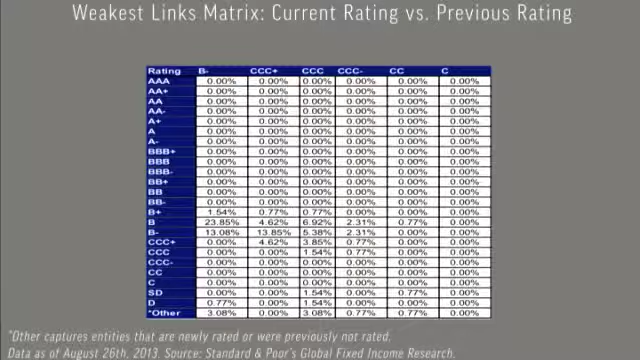 Weakest Links Matrix: Current Rating vs. Previous Rating
Rating B- CCC+ CCC CCC- CC C
AAA 0.00% 0.00% 0.00% 0.00% 0.00% 0.00%
AA+ 0.00% 0.00% 0.00% 0.00% 0.00% 0.00%
AA 0.00% 0.00% 0.00% 0.00% 0.00% 0.00%
AA- 0.00% 0.00% 0.00% 0.00% 0.00% 0.00%
A+ 0.00% 0.00% 0.00% 0.00% 0.00% 0.00%
A 0.00% 0.00% 0.00% 0.00% 0.00% 0.00%
A- 0.00% 0.00% 0.00% 0.00% 0.00% 0.00%
BBB+ 0.00% 0.00% 0.00% 0.00% 0.00% 0.00%
BBB 0.00% 0.00% 0.00% 0.00% 0.00% 0.00%
BBB- 0.00% 0.00% 0.00% 0.00% 0.00% 0.00%
BB+ 0.00% 0.00% 0.00% 0.00% 0.00% 0.00%
BB 0.00% 0.00% 0.00% 0.00% 0.00% 0.00%
BB- 0.00% 0.00% 0.00% 0.00% 0.00% 0.00%
B+ 1.54% 0.77% 0.77% 0.00% 0.00% 0.00%
B 23.85% 4.62% 6.92% 2.31% 0.77% 0.00%
B- 13.08% 13.85% 5.38% 2.31% 0.00% 0.00%
CCC+ 0.00% 4.62% 3.85% 0.77% 0.00% 0.00%
CCC 0.00% 0.00% 1.54% 0.77% 0.77% 0.00%
CCC- 0.00% 0.00% 0.00% 0.00% 0.00% 0.00%
CC 0.00% 0.00% 0.00% 0.00% 0.00% 0.00%
C 0.00% 0.00% 0.00% 0.00% 0.00% 0.00%
SD 0.00% 0.00% 1.54% 0.00% 0.77% 0.00%
D 0.77% 0.00% 1.54% 0.00% 0.00% 0.00%
*Other 3.08% 0.00% 3.08% 0.77% 0.77% 0.00%
*Other captures entities that are newly rated or were previously not rated.
Data as of August 26th, 2013. Source: Standard & Poor's Global Fixed Income Research.